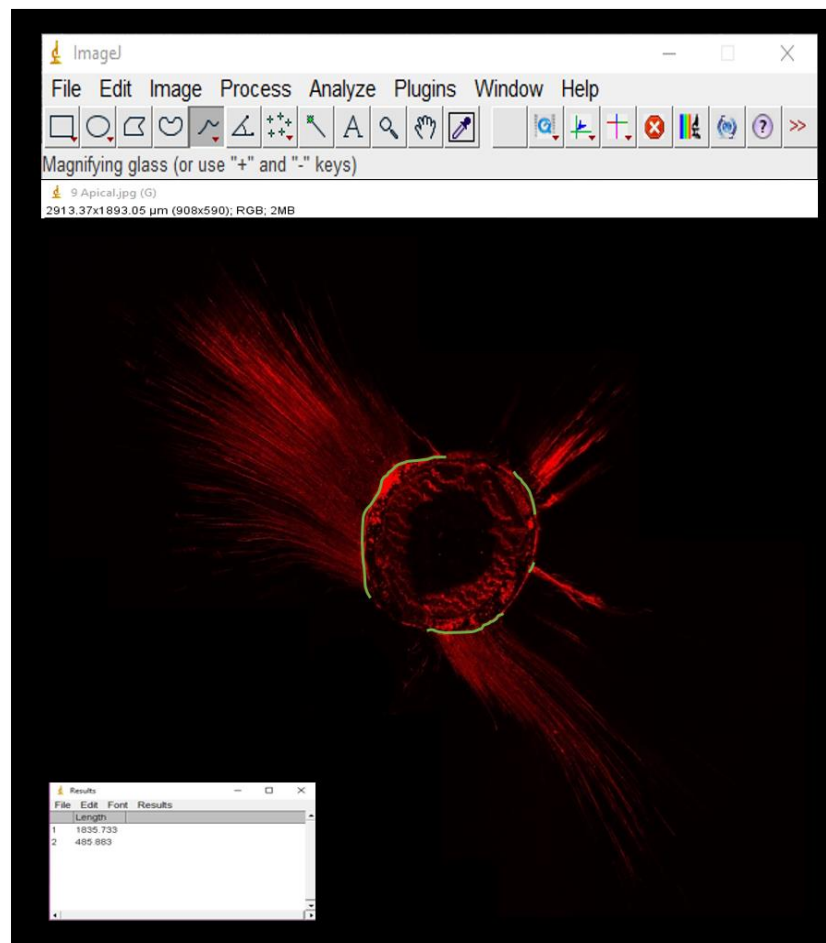 ImageJ
File Edit Image Process Analyze Plugins Window Help
A ? >>
Magnifying glass (or use "+" and "-" keys)
9 Apical.jpg (G)
2913.37x1893.05 µm (908x590); RGB; 2MB
Results
File Edit Font Results
Length
1 1835.733
2 485.883